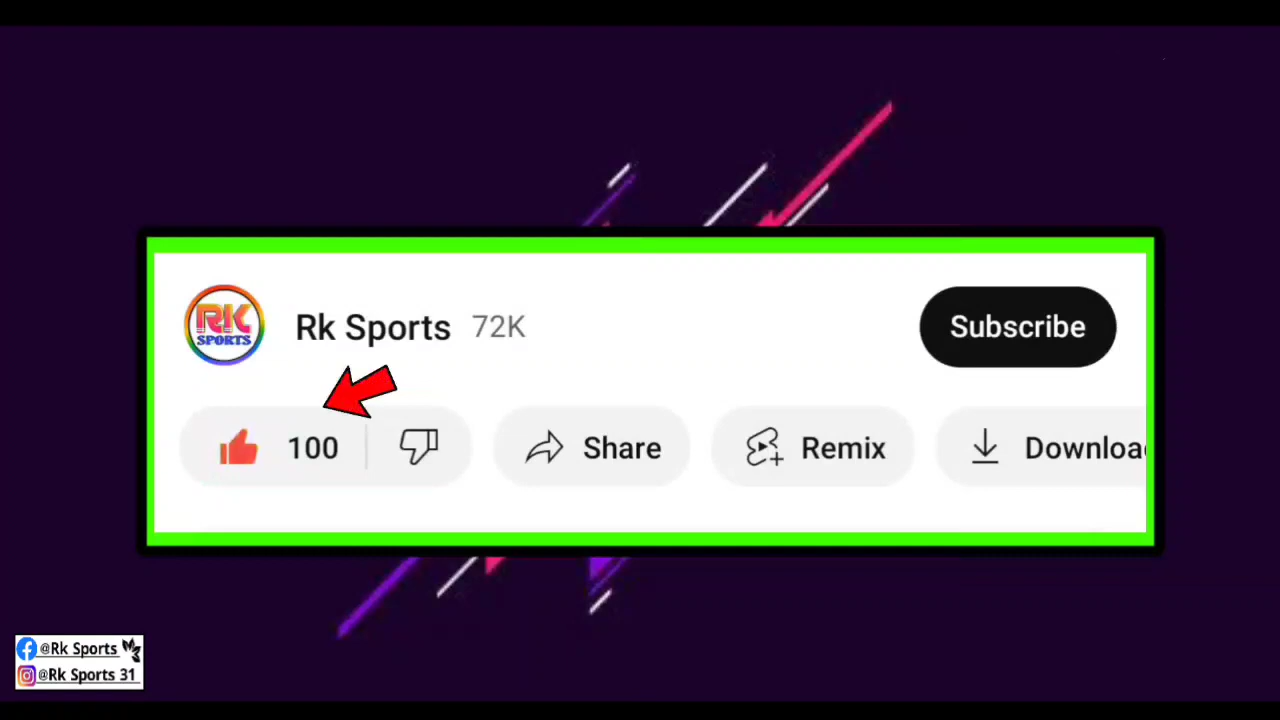 RK
SPORTS
Rk Sports 72K
Subscribe
100
Share
Remix
Downloa
@Rk Sports
@Rk Sports 31